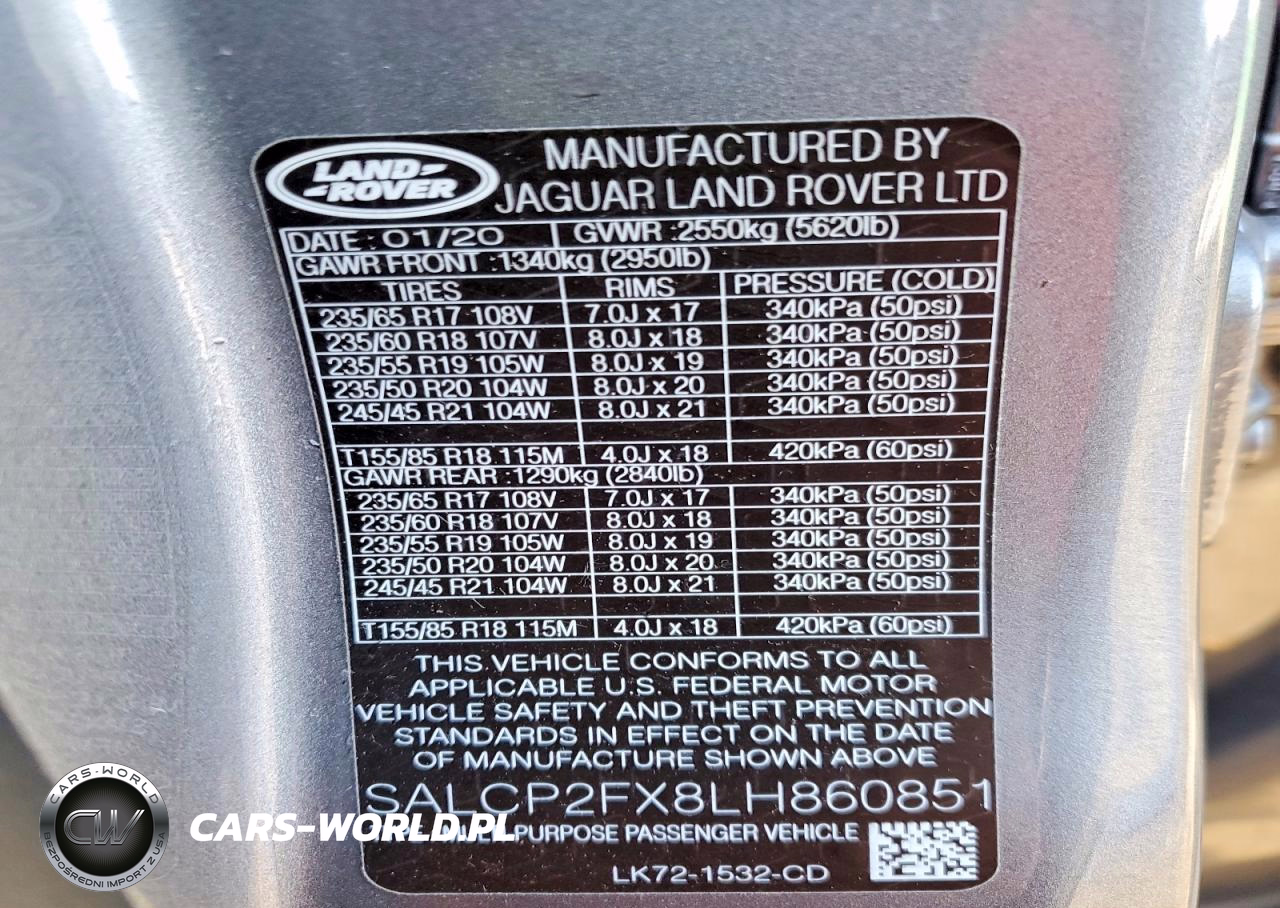 LAND-
-ROVER
MANUFACTURED BY
JAGUAR LAND ROVER LTD
DATE : 01/20 GVWR :2550kg (5620lb)
GAWR FRONT :1340kg (2950lb)
TIRES RIMS PRESSURE (COLD)
235/65 R17 108V 7.0J x 17 340kPa (50psi)
235/60 R18 107V 8.0J x 18 340kPa (50psi)
235/55 R19 105W 8.0J x 19 340kPa (50psi)
235/50 R20 104W 8.0J x 20 340kPa (50psi)
245/45 R21 104W 8.0J x 21 340kPa (50psi)
T155/85 R18 115M 4.0J x 18 420kPa (60psi)
GAWR REAR :1290kg (2840lb)
235/65 R17 108V 7.0J x 17 340kPa (50psi)
235/60 R18 107V 8.0J x 18 340kPa (50psi)
235/55 R19 105W 8.0J x 19 340kPa (50psi)
235/50 R20 104W 8.0J x 20 340kPa (50psi)
245/45 R21 104W 8.0J x 21 340kPa (50psi)
T155/85 R18 115M 4.0J x 18 420kPa (60psi)
THIS VEHICLE CONFORMS TO ALL
APPLICABLE U.S. FEDERAL MOTOR
VEHICLE SAFETY AND THEFT PREVENTION
STANDARDS IN EFFECT ON THE DATE
OF MANUFACTURE SHOWN ABOVE
SALCP2FX8LH860851
PURPOSE PASSENGER VEHICLE
LK72-1532-CD
CARS-WORLD
CW
BEZPOŚREDNI IMPORT Z USA
CARS-WORLD.PL